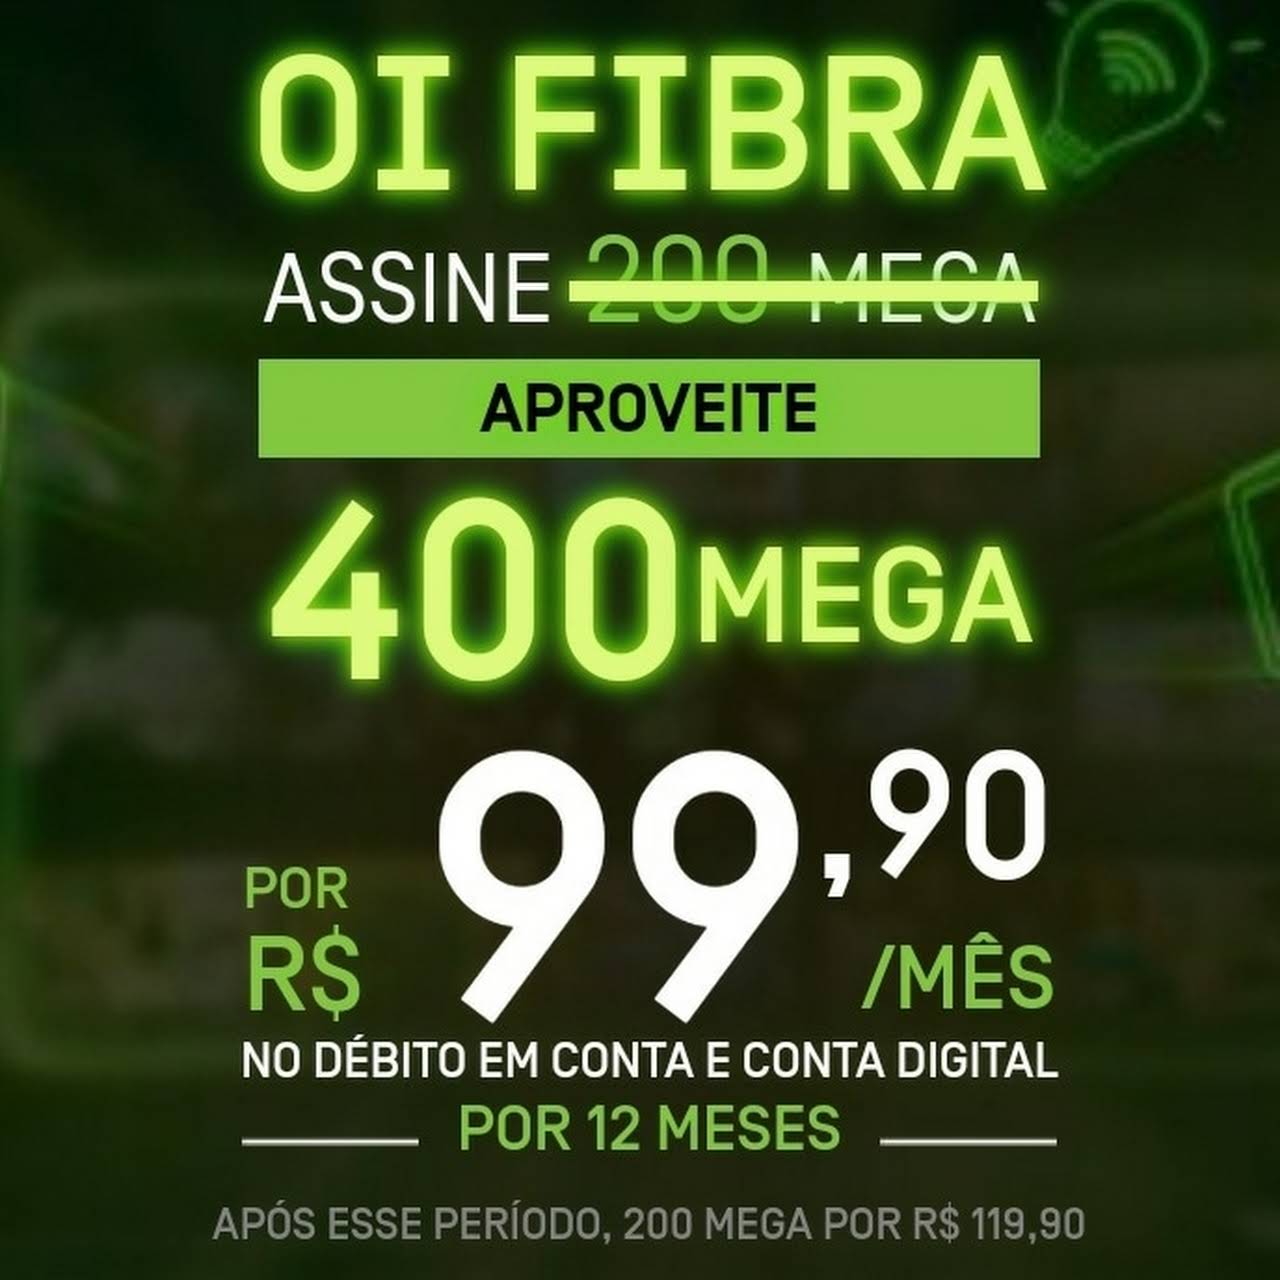 OI FIBRA
ASSINE 200 MEGA
APROVEITE
400 MEGA
POR
R$ 99,90
/MÊS
NO DÉBITO EM CONTA E CONTA DIGITAL
POR 12 MESES
APÓS ESSE PERÍODO, 200 MEGA POR R$ 119,90